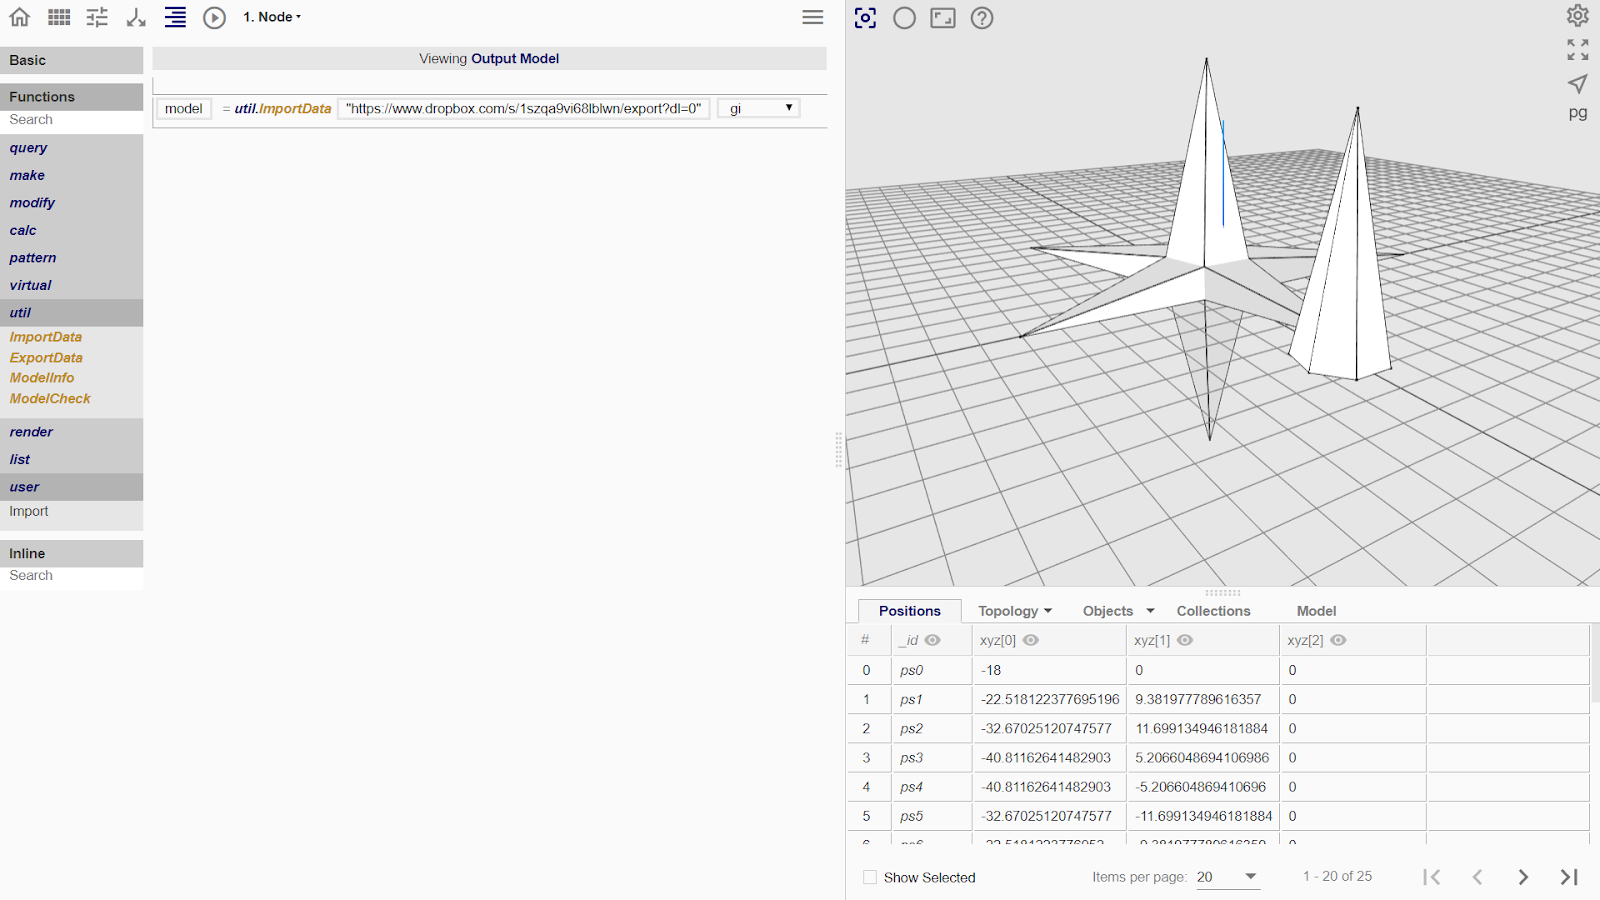 1. Node
Basic
Functions
Search
query
make
modify
calc
pattern
virtual
util
ImportData
ExportData
ModelInfo
ModelCheck
render
list
user
Import
Inline
Search
Viewing Output Model
model = util.ImportData "https://www.dropbox.com/s/1szqa9vi68lblwn/export?dl=0" gi
pg
Positions Topology Objects Collections Model
# _id xyz[0] xyz[1] xyz[2]
0 ps0 -18 0 0
1 ps1 -22.518122377695196 9.381977789616357 0
2 ps2 -32.67025120747577 11.699134946181884 0
3 ps3 -40.81162641482903 5.2066048694106986 0
4 ps4 -40.81162641482903 -5.206604869410696 0
5 ps5 -32.67025120747577 -11.699134946181884 0
Show Selected Items per page: 20 1 - 20 of 25